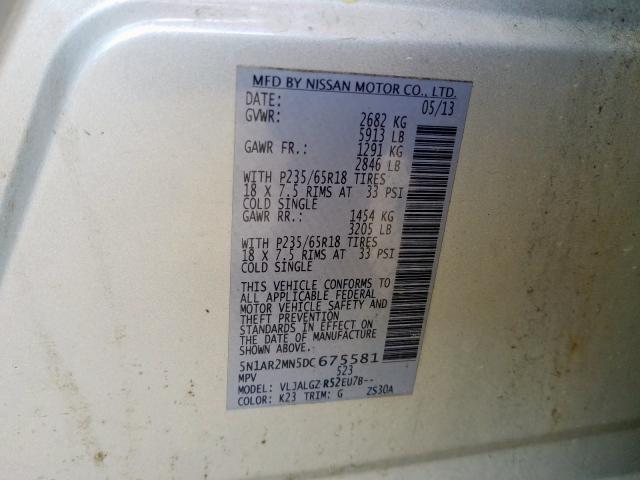 MFD BY NISSAN MOTOR CO., LTD.
DATE: 05/13
GVWR: 2682 KG
5913 LB
GAWR FR.: 1291 KG
2846 LB
WITH P235/65R18 TIRES
18 X 7.5 RIMS AT 33 PSI
COLD SINGLE
GAWR RR.: 1454 KG
3205 LB
WITH P235/65R18 TIRES
18 X 7.5 RIMS AT 33 PSI
COLD SINGLE
THIS VEHICLE CONFORMS TO
ALL APPLICABLE FEDERAL
MOTOR VEHICLE SAFETY AND
THEFT PREVENTION
STANDARDS IN EFFECT ON
THE DATE OF MANUFACTURE
SHOWN ABOVE.
5N1AR2MN5DC675581
MPV 523
MODEL: VLJALGZ-R52EU7B--
COLOR: K23 TRIM: G ZS30A